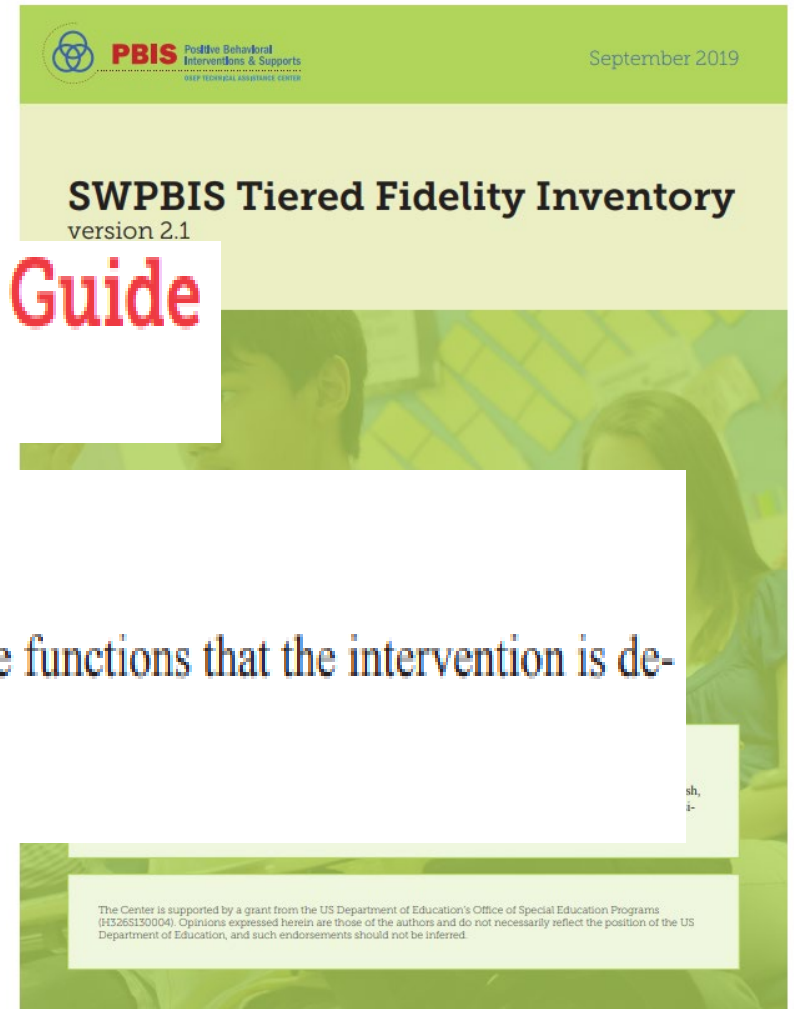 PBIS Positive Behavioral
Interventions & Supports
OSEP TECHNICAL ASSISTANCE CENTER
September 2019
SWPBIS Tiered Fidelity Inventory
version 2.1
Guide
e functions that the intervention is de-
sh,
i-
The Center is supported by a grant from the US Department of Education's Office of Special Education Programs
(H326S130004). Opinions expressed herein are those of the authors and do not necessarily reflect the position of the US
Department of Education, and such endorsements should not be inferred.